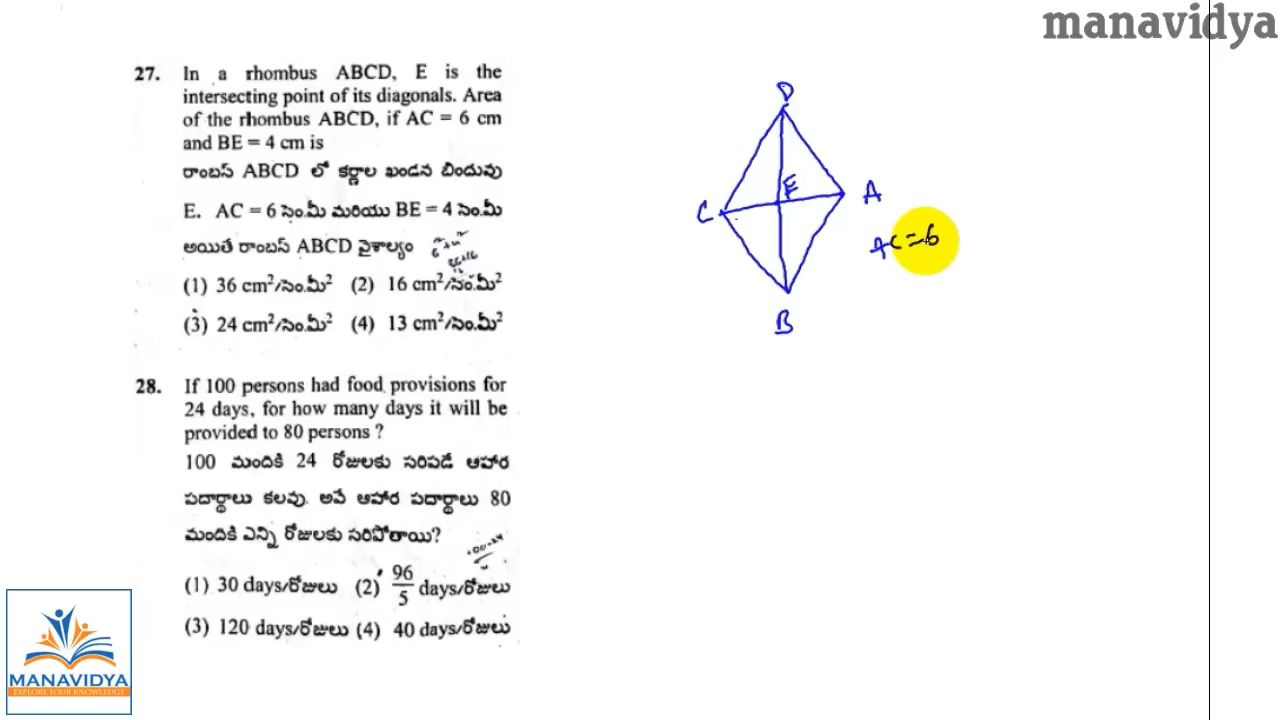 manavidya
27. In a rhombus ABCD, E is the
intersecting point of its diagonals. Area
of the rhombus ABCD, if AC = 6 cm
and BE = 4 cm is
రాంబస్ ABCD లో కర్ణాల ఖండన బిందువు
E. AC = 6 సెం.మీ మరియు BE = 4 సెం.మీ
అయితే రాంబస్ ABCD వైశాల్యం
(1) 36 cm²/సెం.మీ² (2) 16 cm²/సెం.మీ²
(3) 24 cm²/సెం.మీ² (4) 13 cm²/సెం.మీ²
28. If 100 persons had food provisions for
24 days, for how many days it will be
provided to 80 persons ?
100 మందికి 24 రోజులకు సరిపడే ఆహార
పదార్థాలు కలవు. అవే ఆహార పదార్థాలు 80
మందికి ఎన్ని రోజులకు సరిపోతాయి?
(1) 30 days/రోజులు (2) 96/5 days/రోజులు
(3) 120 days/రోజులు (4) 40 days/రోజులు
D
E
C
A
AC=6
B
MANAVIDYA
EXPLORE YOUR KNOWLEDGE